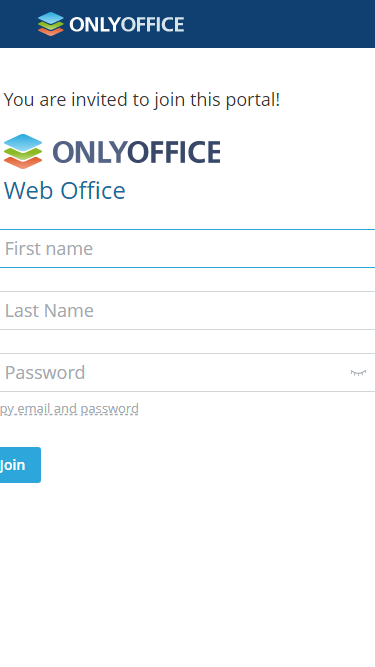 ONLYOFFICE
You are invited to join this portal!
ONLYOFFICE
Web Office
First name
Last Name
Password
py email and password
Join